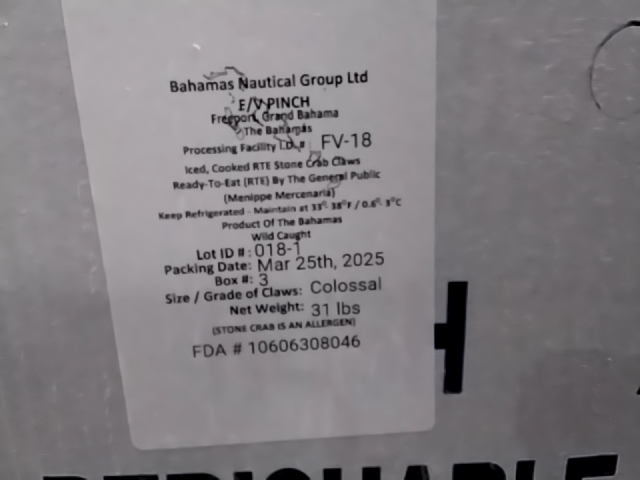 Bahamas Nautical Group Ltd
E/V PINCH
Freeport, Grand Bahama
The Bahamas
Processing Facility I.D. # FV-18
Iced, Cooked RTE Stone Crab Claws
Ready-To-Eat (RTE) By The General Public
(Menippe Mercenaria)
Keep Refrigerated - Maintain at 33° 38°F / 0.6° 3°C
Product Of The Bahamas
Wild Caught
Lot ID #: 018-1
Packing Date: Mar 25th, 2025
Box #: 3
Size / Grade of Claws: Colossal
Net Weight: 31 lbs
(STONE CRAB IS AN ALLERGEN)
FDA # 10606308046
H
PERISHABLE